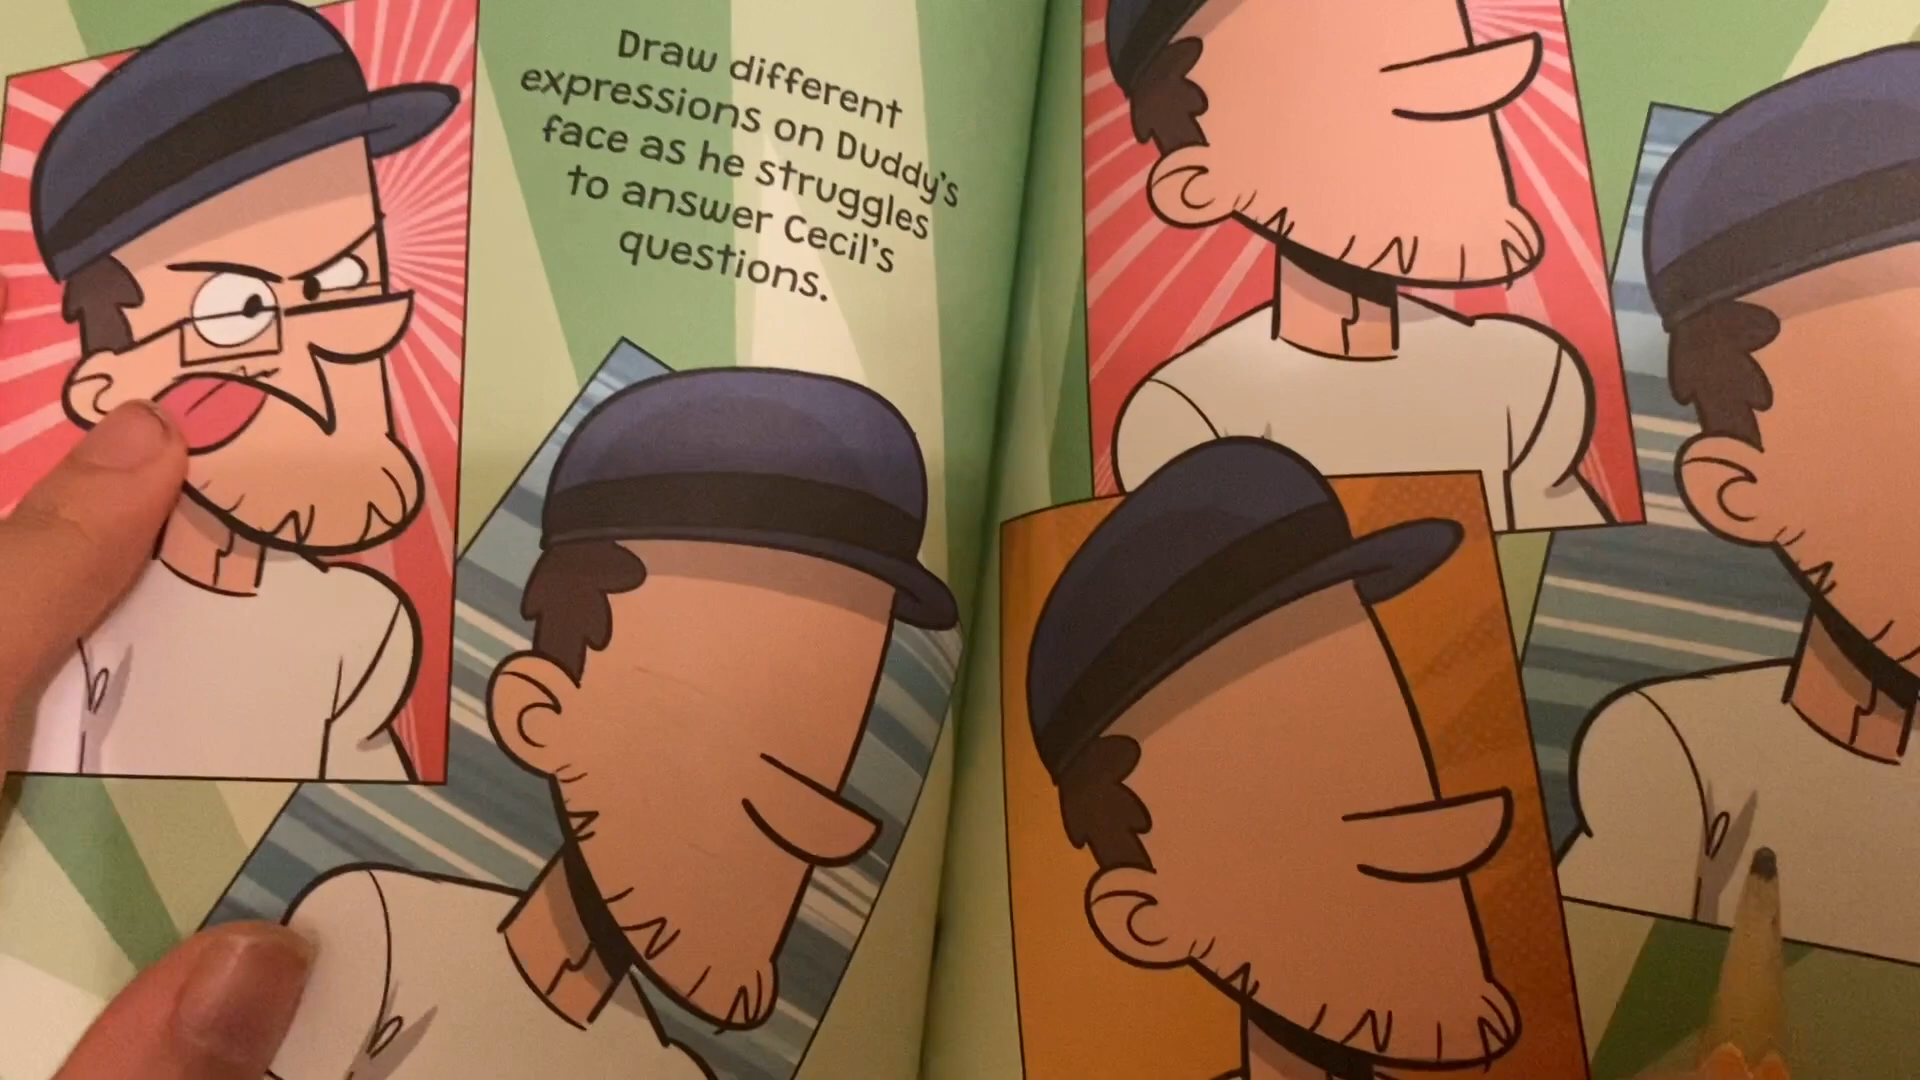 Draw different
expressions on Duddy's
face as he struggles
to answer Cecil's
questions.